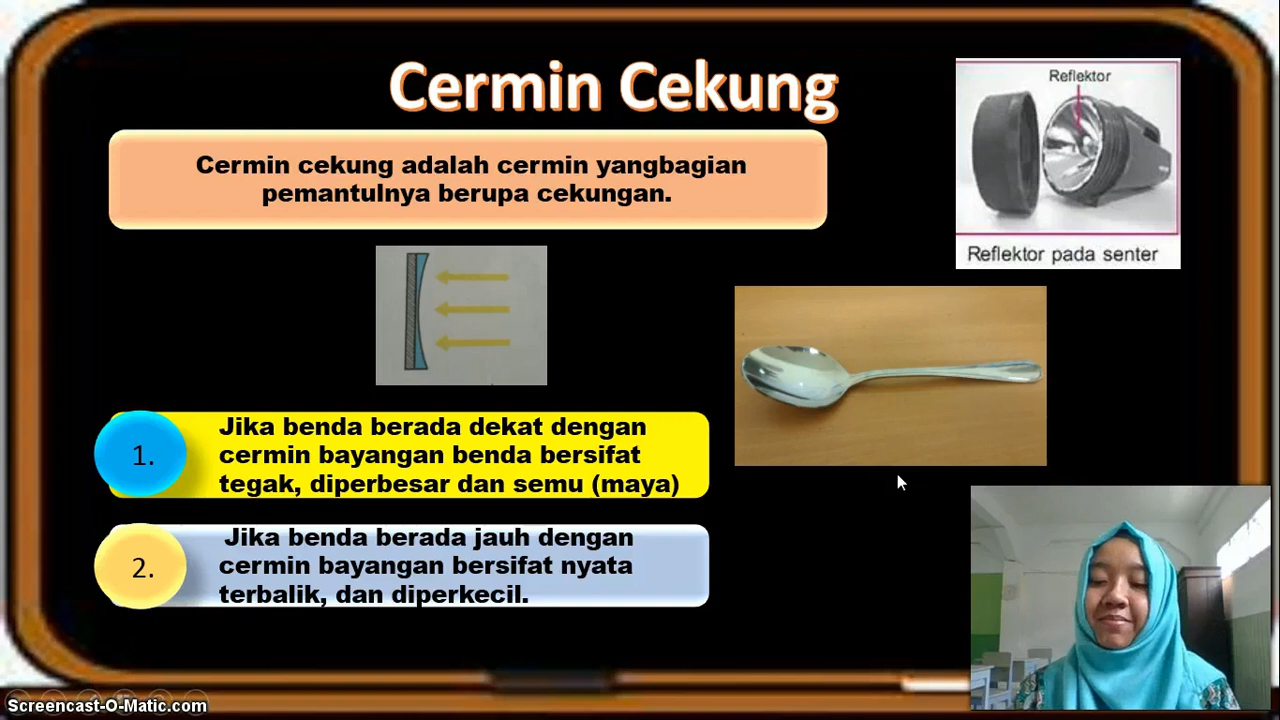 Cermin Cekung
Reflektor
Cermin cekung adalah cermin yangbagian
pemantulnya berupa cekungan.
Reflektor pada senter
1.
Jika benda berada dekat dengan
cermin bayangan benda bersifat
tegak, diperbesar dan semu (maya)
2.
Jika benda berada jauh dengan
cermin bayangan bersifat nyata
terbalik, dan diperkecil.
Screencast-O-Matic.com